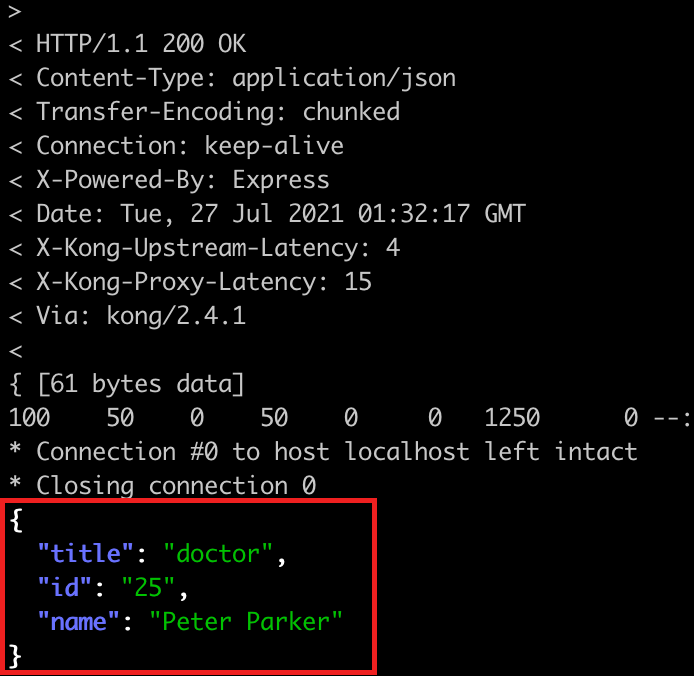 >
< HTTP/1.1 200 OK
< Content-Type: application/json
< Transfer-Encoding: chunked
< Connection: keep-alive
< X-Powered-By: Express
< Date: Tue, 27 Jul 2021 01:32:17 GMT
< X-Kong-Upstream-Latency: 4
< X-Kong-Proxy-Latency: 15
< Via: kong/2.4.1
<
{ [61 bytes data]
100    50    0    50    0     0   1250      0 --:
* Connection #0 to host localhost left intact
* Closing connection 0
{
  "title": "doctor",
  "id": "25",
  "name": "Peter Parker"
}